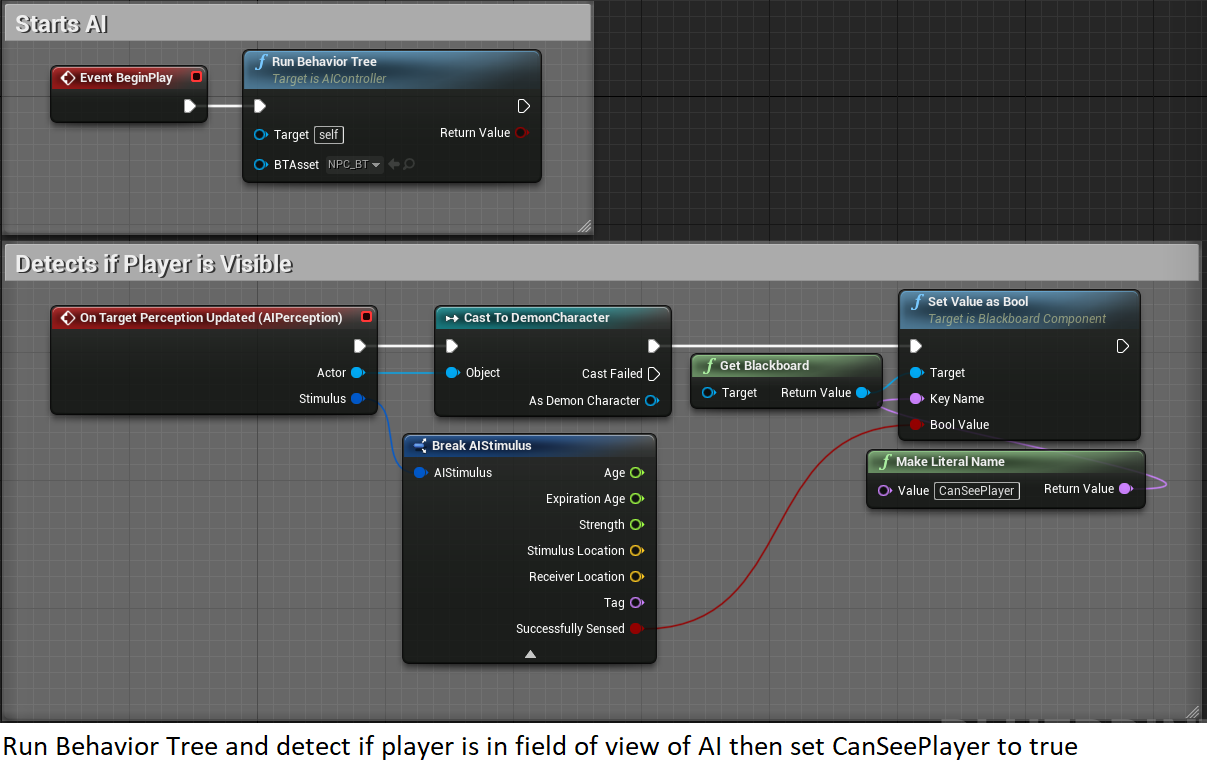 Starts AI
Event BeginPlay
Run Behavior Tree
Target is AIController
Target self
Return Value
BTAsset NPC_BT
Detects if Player is Visible
On Target Perception Updated (AIPerception)
Actor
Stimulus
Cast To DemonCharacter
Object
Cast Failed
As Demon Character
Get Blackboard
Target
Return Value
Set Value as Bool
Target is Blackboard Component
Target
Key Name
Bool Value
Make Literal Name
Value CanSeePlayer
Return Value
Break AIStimulus
AIStimulus
Age
Expiration Age
Strength
Stimulus Location
Receiver Location
Tag
Successfully Sensed
Run Behavior Tree and detect if player is in field of view of AI then set CanSeePlayer to true